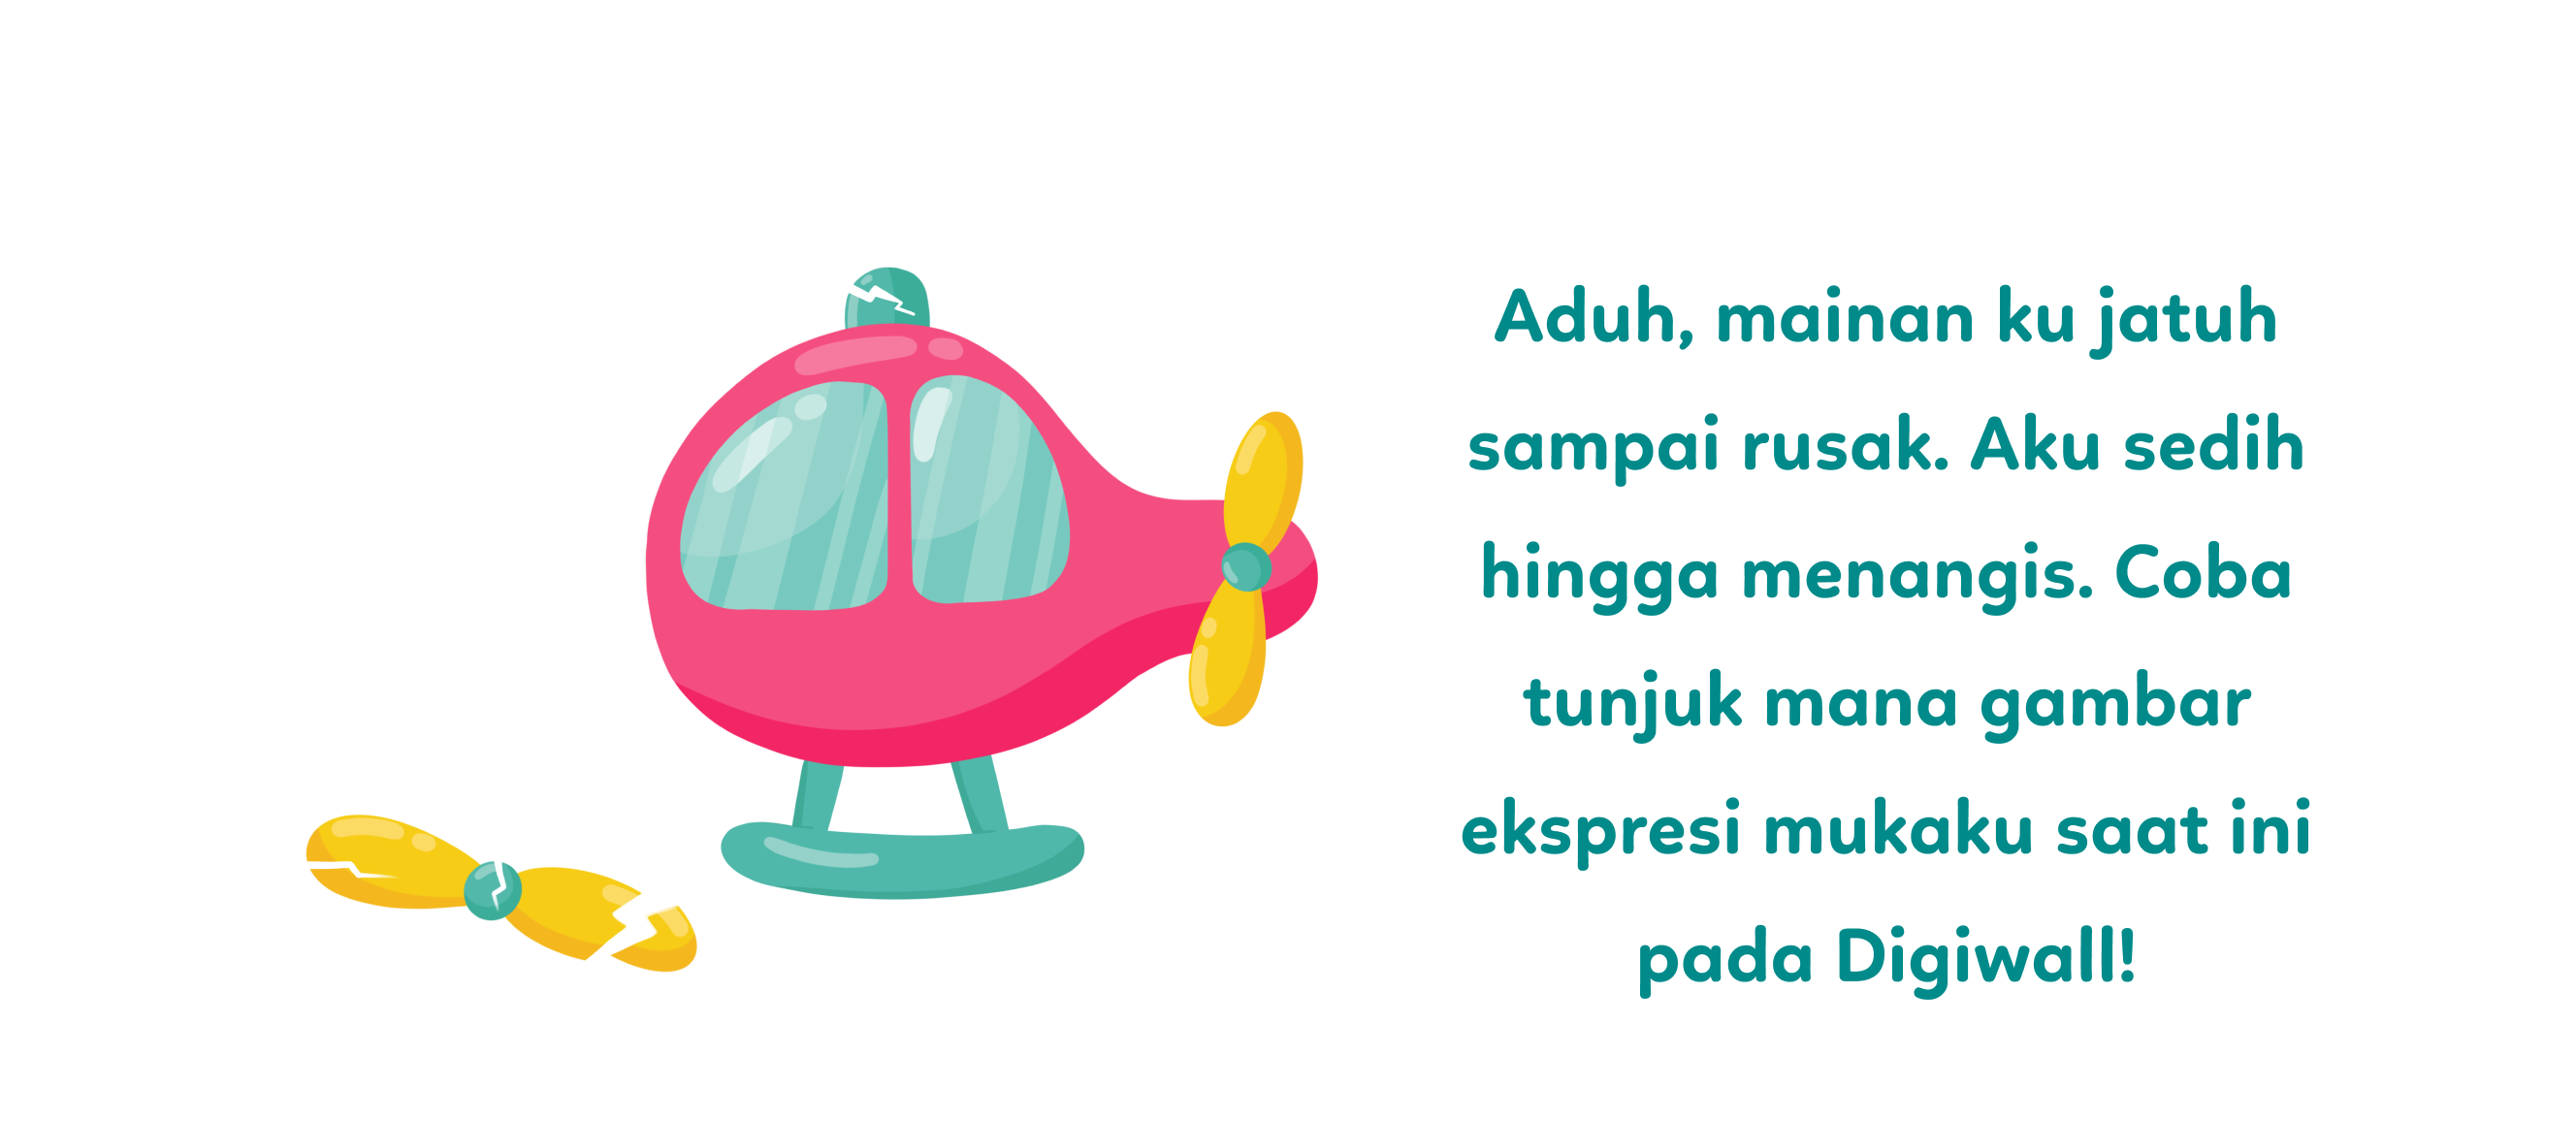 Aduh, mainan ku jatuh
sampai rusak. Aku sedih
hingga menangis. Coba
tunjuk mana gambar
ekspresi mukaku saat ini
pada Digiwall!